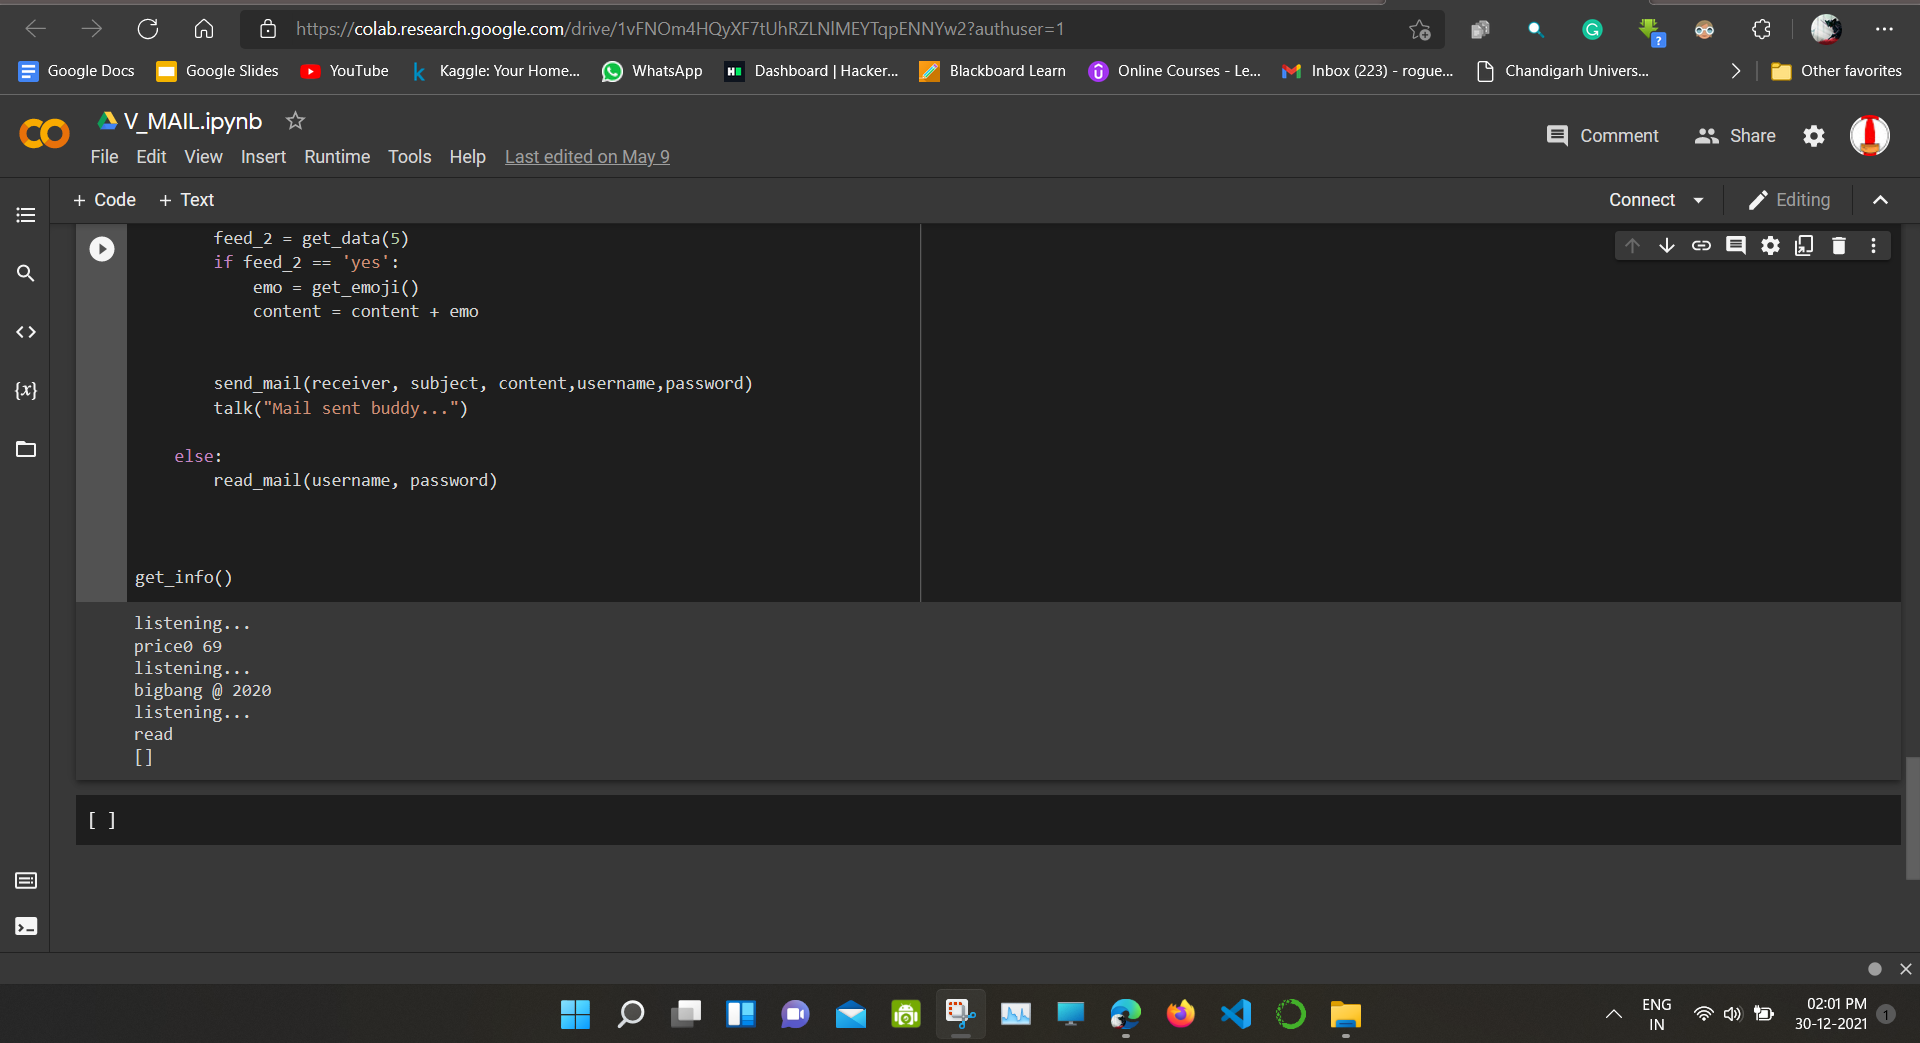 https://colab.research.google.com/drive/1vFNOm4HQyXF7tUhRZLNlMEYTqpENNYw2?authuser=1
Google Docs Google Slides YouTube Kaggle: Your Home... WhatsApp Dashboard | Hacker... Blackboard Learn Online Courses - Le... Inbox (223) - rogue... Chandigarh Univers... Other favorites
V_MAIL.ipynb
Comment Share
File Edit View Insert Runtime Tools Help Last edited on May 9
+ Code + Text Connect Editing
feed_2 = get_data(5)
if feed_2 == 'yes':
emo = get_emoji()
content = content + emo
send_mail(receiver, subject, content,username,password)
talk("Mail sent buddy...")
else:
read_mail(username, password)
get_info()
listening...
price0 69
listening...
bigbang @ 2020
listening...
read
[]
[ ]
ENG
IN
02:01 PM
30-12-2021
1